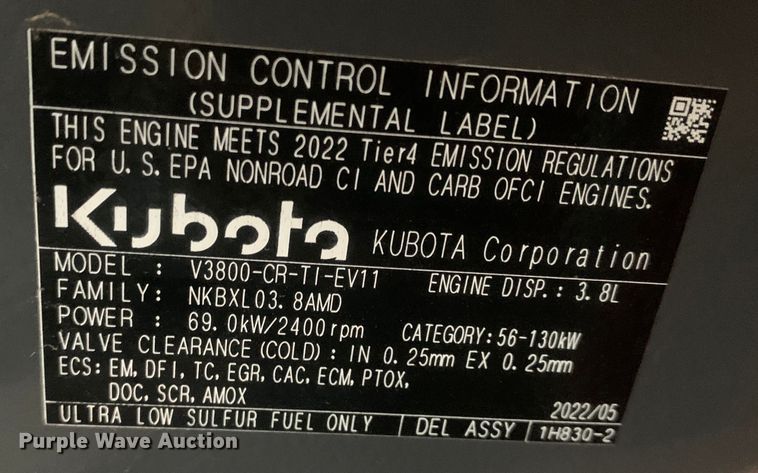 EMISSION CONTROL INFORMATION
(SUPPLEMENTAL LABEL)
THIS ENGINE MEETS 2022 Tier4 EMISSION REGULATIONS
FOR U.S. EPA NONROAD CI AND CARB OFCI ENGINES.
Kubota KUBOTA Corporation
MODEL : V3800-CR-TI-EV11 ENGINE DISP.: 3.8L
FAMILY: NKBXL03.8AMD
POWER : 69.0kW/2400rpm CATEGORY:56-130kW
VALVE CLEARANCE (COLD) : IN 0.25mm EX 0.25mm
ECS: EM, DFI, TC, EGR, CAC, ECM, PTOX,
DOC, SCR, AMOX 2022/05
ULTRA LOW SULFUR FUEL ONLY DEL ASSY 1H830-2
Purple Wave Auction